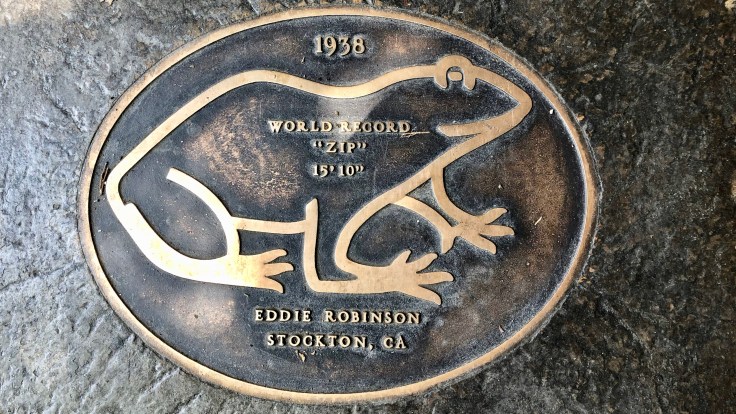 1938
WORLD RECORD
"ZIP"
15' 10"
EDDIE ROBINSON
STOCKTON, CA